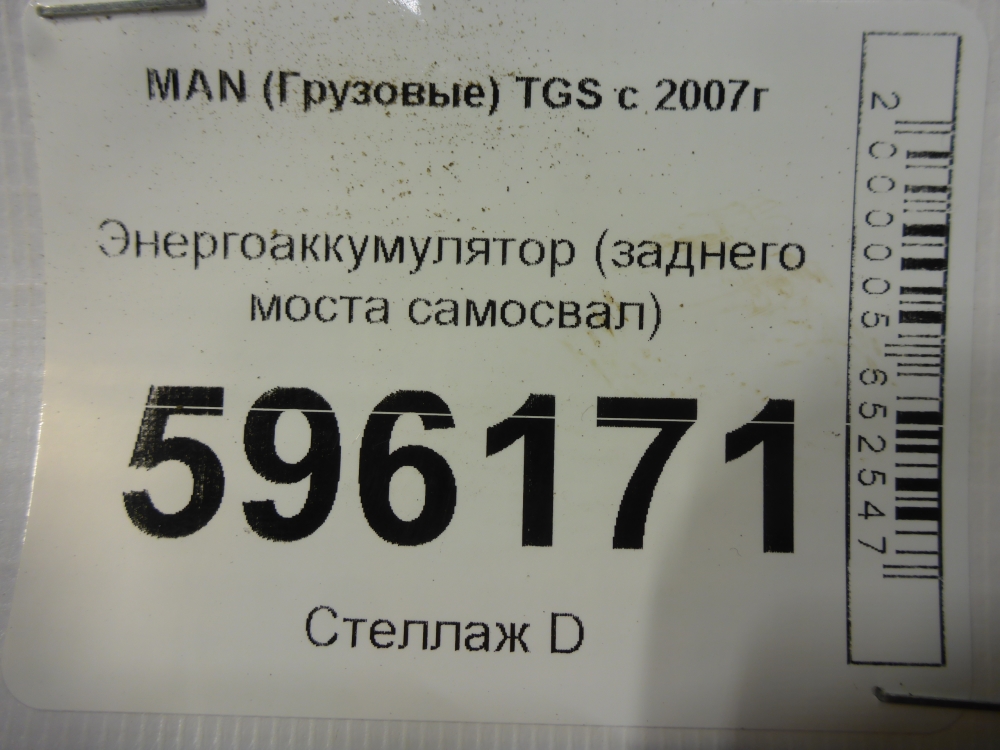 MAN (Грузовые) TGS с 2007г
Энергоаккумулятор (заднего
моста самосвал)
596171
Стеллаж D
2000005652547